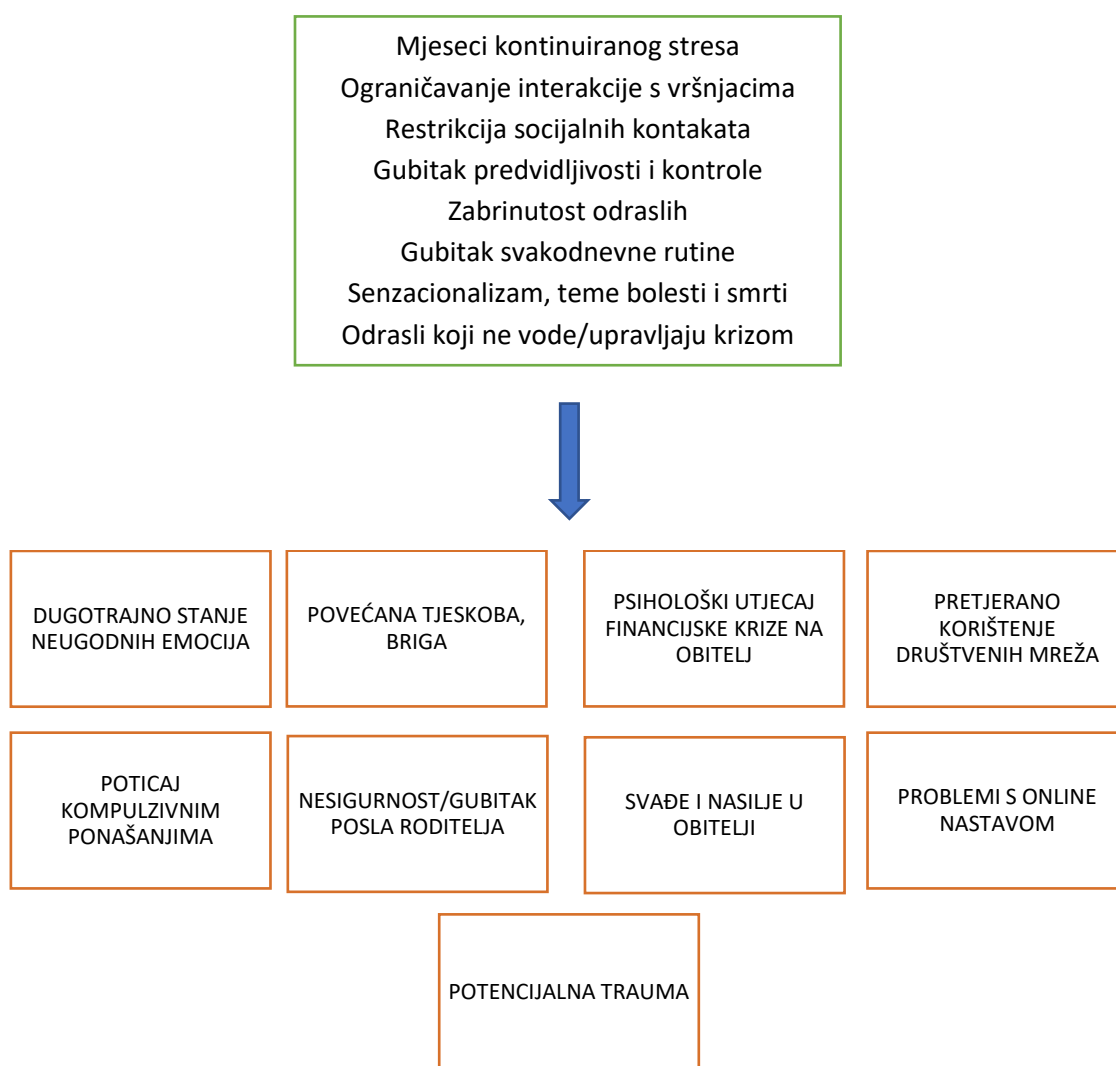 Mjeseci kontinuiranog stresa
Ograničavanje interakcije s vršnjacima
Restrikcija socijalnih kontakata
Gubitak predvidljivosti i kontrole
Zabrinutost odraslih
Gubitak svakodnevne rutine
Senzacionalizam, teme bolesti i smrti
Odrasli koji ne vode/upravljaju krizom
DUGOTRAJNO STANJE
NEUGODNIH EMOCIJA
POVEĆANA TJESKOBA,
BRIGA
PSIHOLOŠKI UTJECAJ
FINANCIJSKE KRIZE NA
OBITELJ
PRETJERANO
KORIŠTENJE
DRUŠTVENIH MREŽA
POTICAJ
KOMPULZIVNIM
PONAŠANJIMA
NESIGURNOST/GUBITAK
POSLA RODITELJA
SVAĐE I NASILJE U
OBITELJI
PROBLEMI S ONLINE
NASTAVOM
POTENCIJALNA TRAUMA